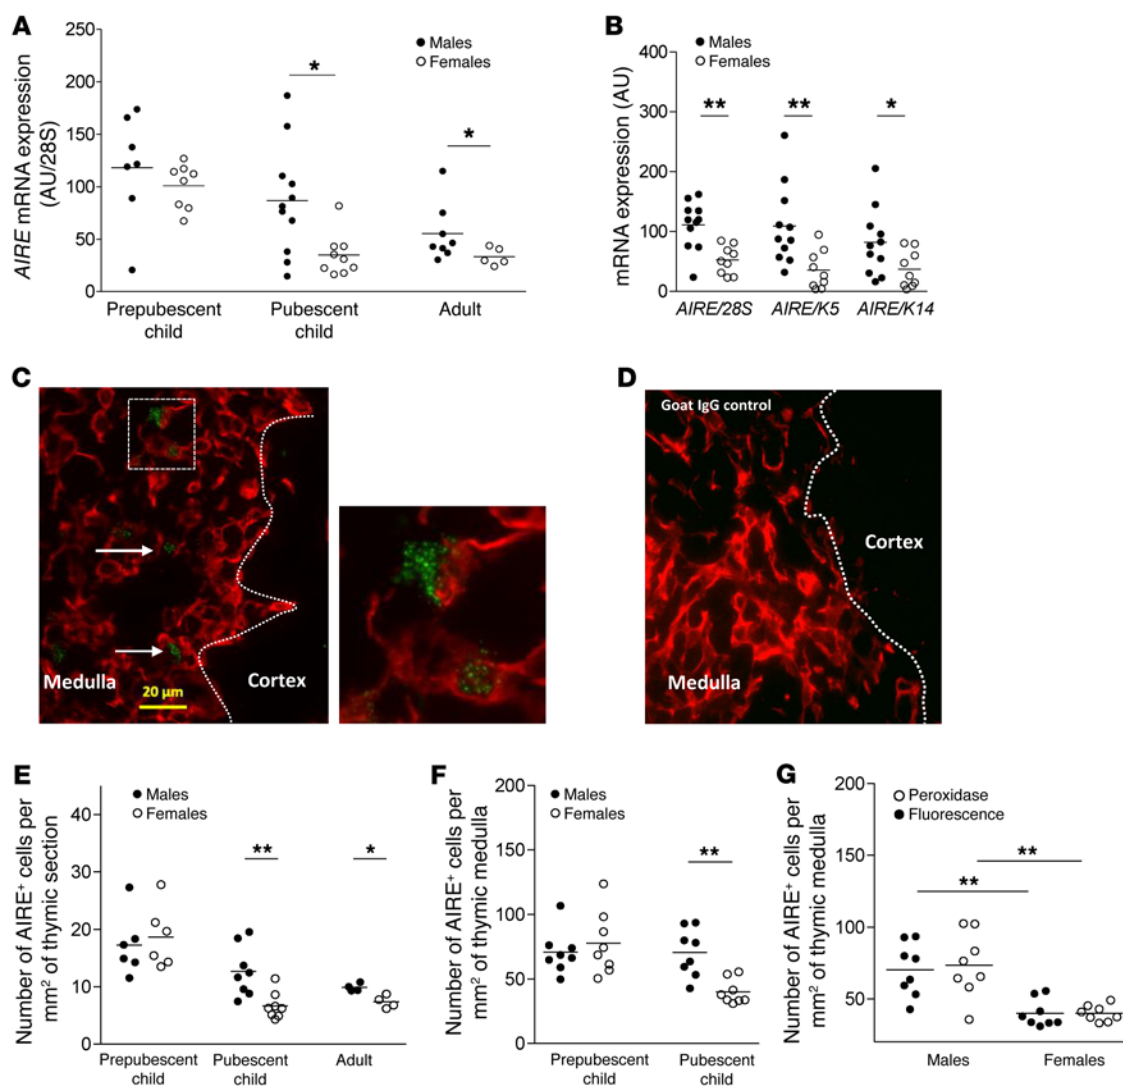 A
AIRE mRNA expression
(AU/28S)
250
200
150
100
50
0
Males
Females
*
*
Prepubescent
child
Pubescent
child
Adult
B
mRNA expression (AU)
400
300
200
100
0
Males
Females
**
**
*
AIRE/28S
AIRE/K5
AIRE/K14
C
Medulla
20 µm
Cortex
D
Goat IgG control
Cortex
Medulla
E
Number of AIRE+ cells per
mm2 of thymic section
40
30
20
10
0
Males
Females
**
*
Prepubescent
child
Pubescent
child
Adult
F
Number of AIRE+ cells per
mm2 of thymic medulla
200
150
100
50
0
Males
Females
**
Prepubescent
child
Pubescent
child
G
Number of AIRE+ cells per
mm2 of thymic medulla
200
150
100
50
Peroxidase
Fluorescence
**
**
Males
Females